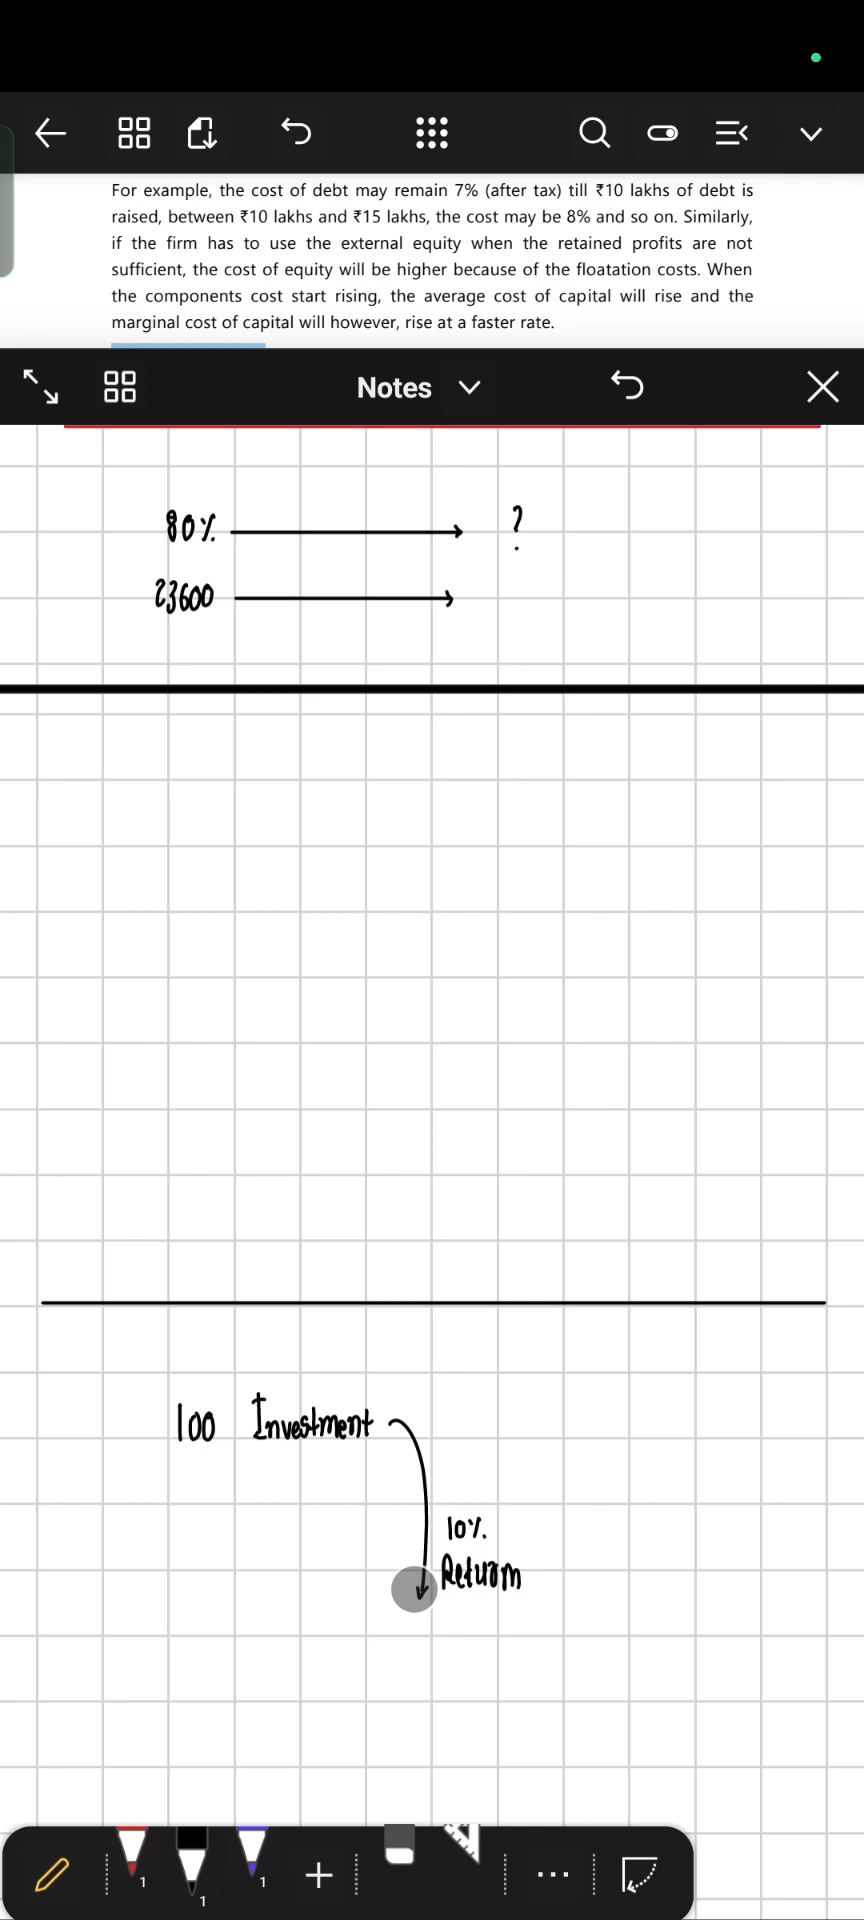 For example, the cost of debt may remain 7% (after tax) till ₹10 lakhs of debt is
raised, between ₹10 lakhs and ₹15 lakhs, the cost may be 8% and so on. Similarly,
if the firm has to use the external equity when the retained profits are not
sufficient, the cost of equity will be higher because of the floatation costs. When
the components cost start rising, the average cost of capital will rise and the
marginal cost of capital will however, rise at a faster rate.
Notes
80% ?
23600
100 Investment
10%
Return
1 1 1